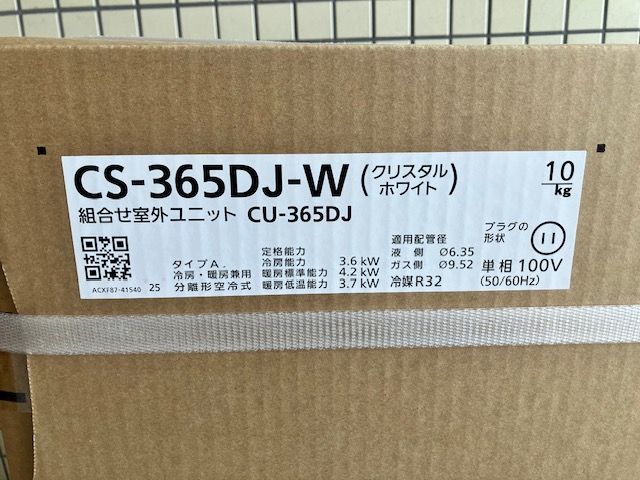 CS-365DJ-W (クリスタルホワイト)
10/kg
組合せ室外ユニット CU-365DJ
ACXF87-41540 25
タイプA.
冷房・暖房兼用
分離形空冷式
定格能力
冷房能力 3.6 kW
暖房標準能力 4.2 kW
暖房低温能力 3.7 kW
適用配管径
液 側 Ø6.35
ガス側 Ø9.52
冷媒R32
プラグの
形状
単相 100V
(50/60Hz)